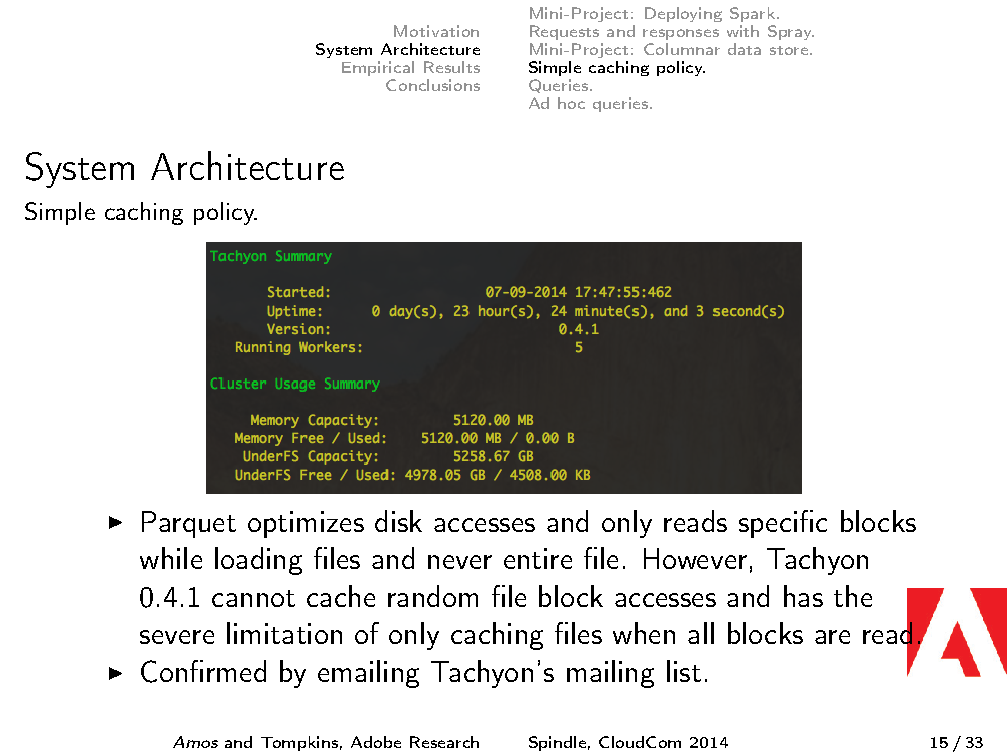 Motivation
System Architecture
Empirical Results
Conclusions
Mini-Project: Deploying Spark.
Requests and responses with Spray.
Mini-Project: Columnar data store.
Simple caching policy.
Queries.
Ad hoc queries.
System Architecture
Simple caching policy.
Tachyon Summary
Started: 07-09-2014 17:47:55:462
Uptime: 0 day(s), 23 hour(s), 24 minute(s), and 3 second(s)
Version: 0.4.1
Running Workers: 5
Cluster Usage Summary
Memory Capacity: 5120.00 MB
Memory Free / Used: 5120.00 MB / 0.00 B
UnderFS Capacity: 5258.67 GB
UnderFS Free / Used: 4978.05 GB / 4508.00 KB
▶ Parquet optimizes disk accesses and only reads specific blocks
while loading files and never entire file. However, Tachyon
0.4.1 cannot cache random file block accesses and has the
severe limitation of only caching files when all blocks are read.
▶ Confirmed by emailing Tachyon's mailing list.
Amos and Tompkins, Adobe Research Spindle, CloudCom 2014 15 / 33